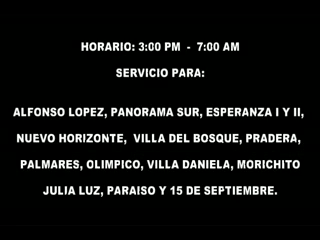 HORARIO: 3:00 PM - 7:00 AM
SERVICIO PARA:
ALFONSO LOPEZ, PANORAMA SUR, ESPERANZA I Y II,
NUEVO HORIZONTE, VILLA DEL BOSQUE, PRADERA,
PALMARES, OLIMPICO, VILLA DANIELA, MORICHITO
JULIA LUZ, PARAISO Y 15 DE SEPTIEMBRE.